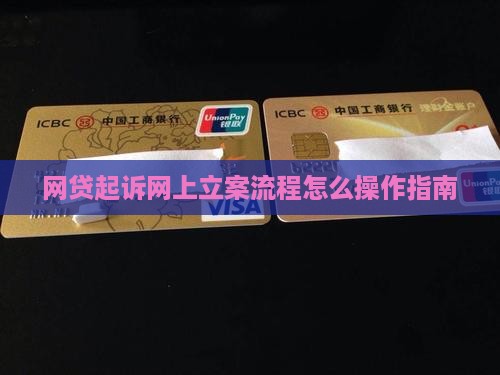 ICBC 中国工商银行 UnionPay 银联
ICBC 中国工商银行 理财金账户
网贷起诉网上立案流程怎么操作指南
VISA
UnionPay